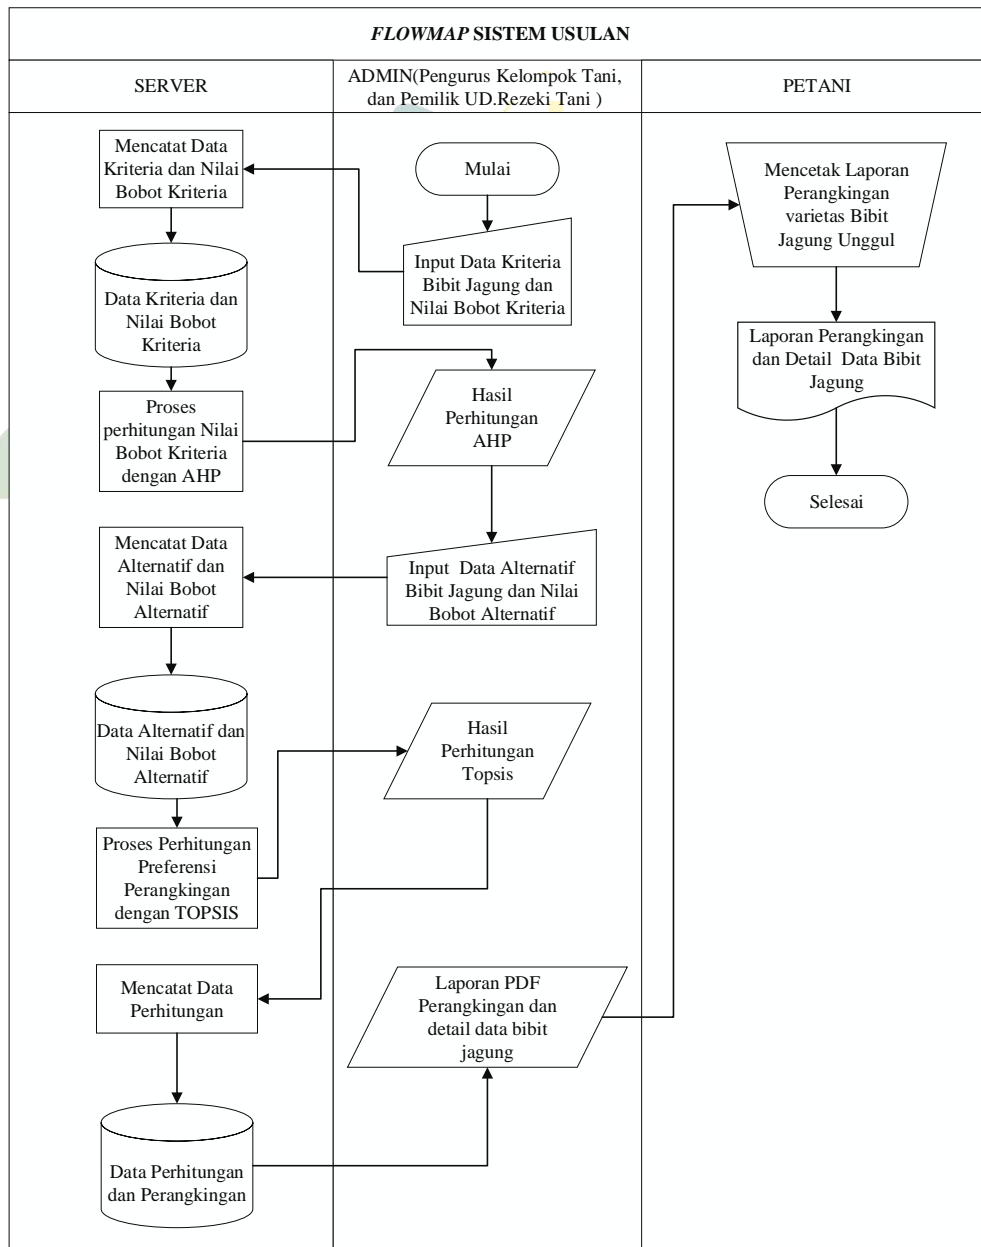 FLOWMAP SISTEM USULAN
SERVER
ADMIN(Pengurus Kelompok Tani,
dan Pemilik UD.Rezeki Tani )
PETANI
Mencatat Data
Kriteria dan Nilai
Bobot Kriteria
Data Kriteria dan
Nilai Bobot
Kriteria
Proses
perhitungan Nilai
Bobot Kriteria
dengan AHP
Mencatat Data
Alternatif dan
Nilai Bobot
Alternatif
Data Alternatif dan
Nilai Bobot
Alternatif
Proses Perhitungan
Preferensi
Perangkingan
dengan TOPSIS
Mencatat Data
Perhitungan
Data Perhitungan
dan Perangkingan
Mulai
Input Data Kriteria
Bibit Jagung dan
Nilai Bobot Kriteria
Hasil
Perhitungan
AHP
Input Data Alternatif
Bibit Jagung dan Nilai
Bobot Alternatif
Hasil
Perhitungan
Topsis
Laporan PDF
Perangkingan dan
detail data bibit
jagung
Mencetak Laporan
Perangkingan
varietas Bibit
Jagung Unggul
Laporan Perangkingan
dan Detail Data Bibit
Jagung
Selesai